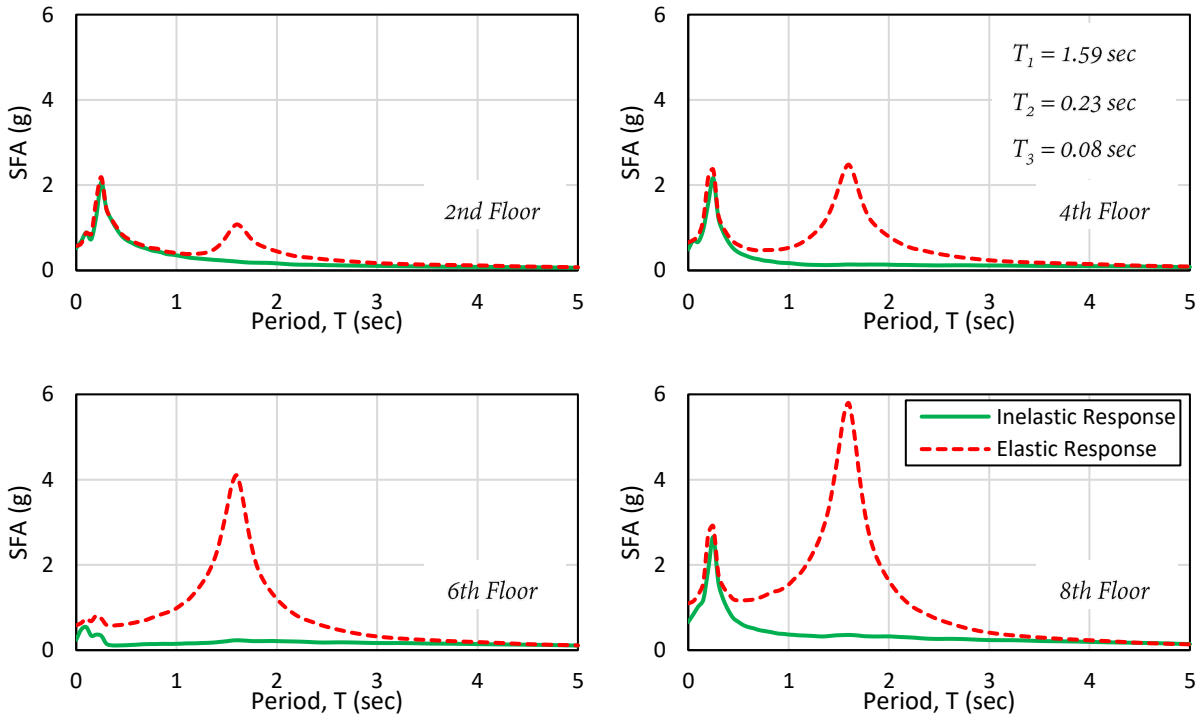 6
4
2
0
SFA (g)
2nd Floor
0 1 2 3 4 5
Period, T (sec)
6
4
2
0
SFA (g)
T1 = 1.59 sec
T2 = 0.23 sec
T3 = 0.08 sec
4th Floor
0 1 2 3 4 5
Period, T (sec)
6
4
2
0
SFA (g)
6th Floor
0 1 2 3 4 5
Period, T (sec)
6
4
2
0
SFA (g)
Inelastic Response
Elastic Response
8th Floor
0 1 2 3 4 5
Period, T (sec)